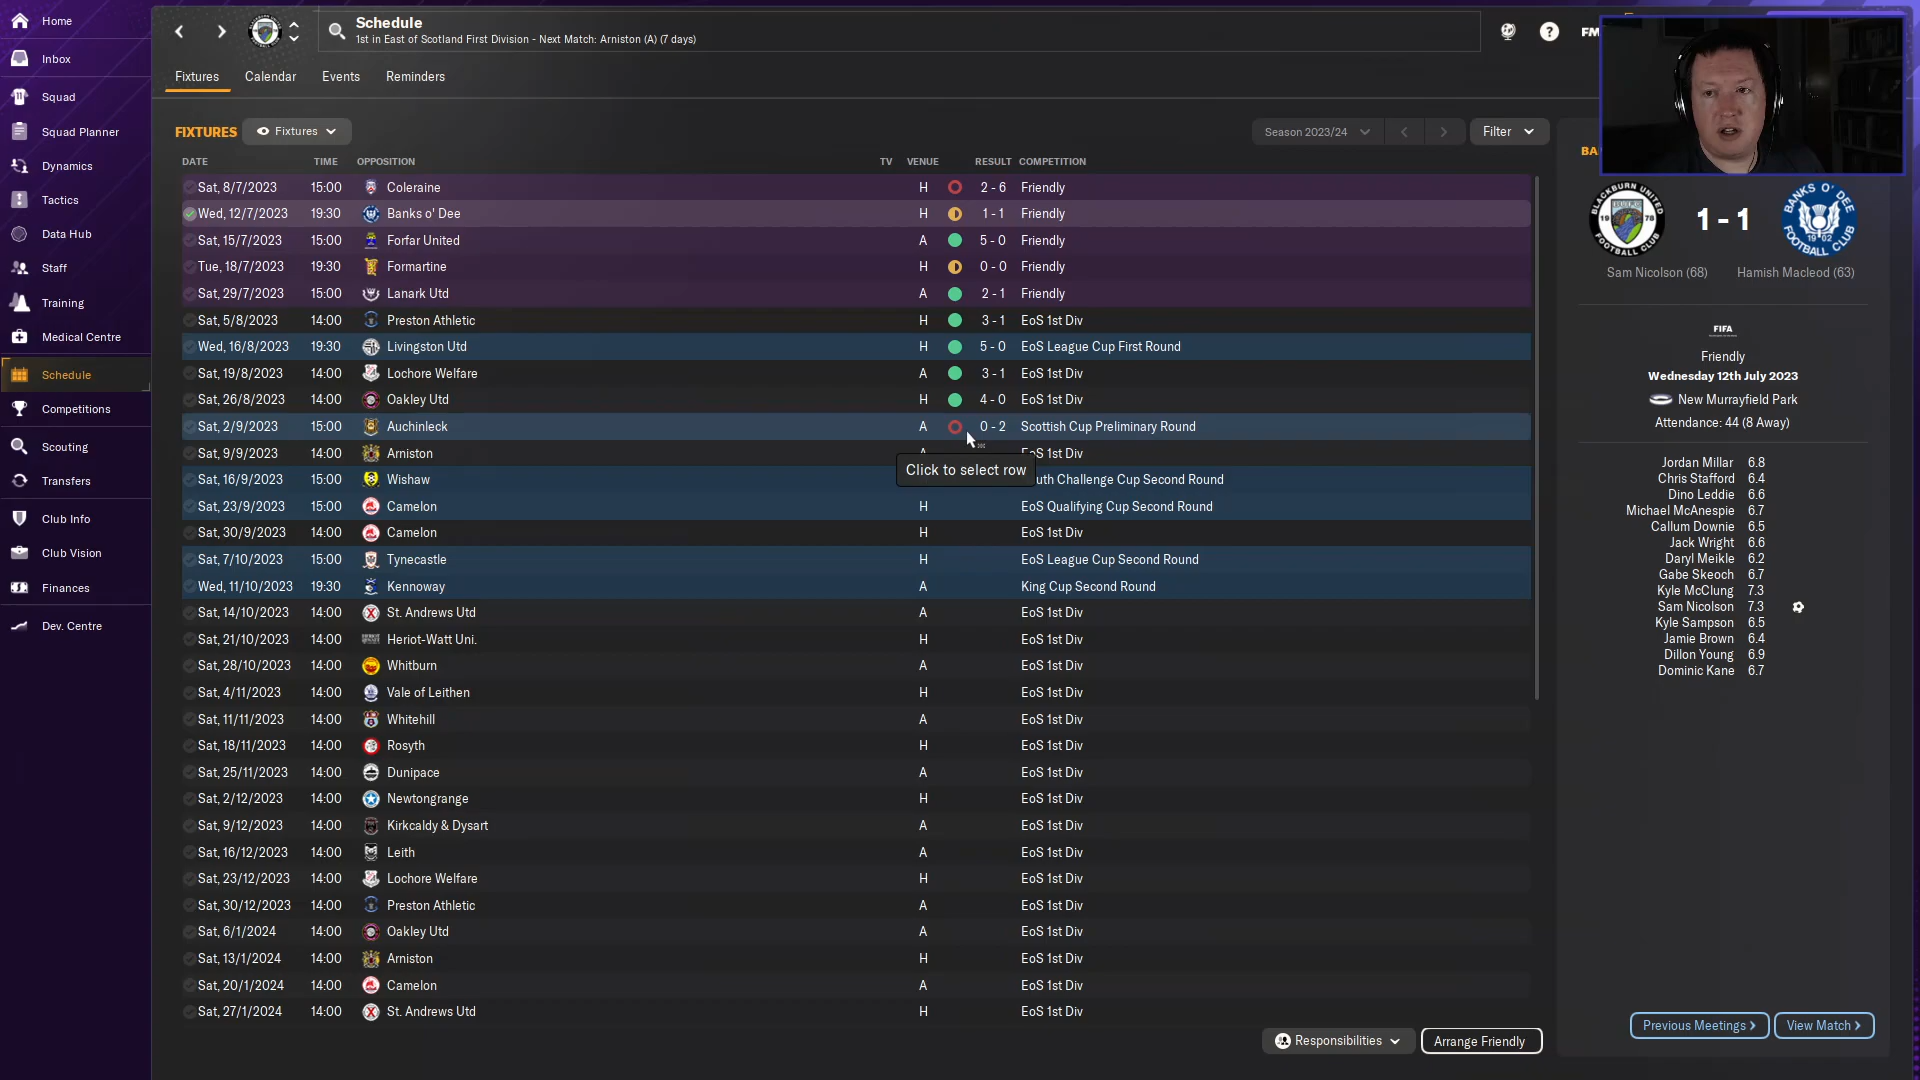 Home
Inbox
Squad
Squad Planner
Dynamics
Tactics
Data Hub
Staff
Training
Medical Centre
Schedule
Competitions
Scouting
Transfers
Club Info
Club Vision
Finances
Dev. Centre
Schedule
1st in East of Scotland First Division - Next Match: Arniston (A) (7 days)
FM
Fixtures Calendar Events Reminders
FIXTURES Fixtures Season 2023/24 Filter
DATE TIME OPPOSITION TV VENUE RESULT COMPETITION
Sat, 8/7/2023 15:00 Coleraine H 2 - 6 Friendly
Wed, 12/7/2023 19:30 Banks o' Dee H 1 - 1 Friendly
Sat, 15/7/2023 15:00 Forfar United A 5 - 0 Friendly
Tue, 18/7/2023 19:30 Formartine H 0 - 0 Friendly
Sat, 29/7/2023 15:00 Lanark Utd A 2 - 1 Friendly
Sat, 5/8/2023 14:00 Preston Athletic H 3 - 1 EoS 1st Div
Wed, 16/8/2023 19:30 Livingston Utd H 5 - 0 EoS League Cup First Round
Sat, 19/8/2023 14:00 Lochore Welfare A 3 - 1 EoS 1st Div
Sat, 26/8/2023 14:00 Oakley Utd H 4 - 0 EoS 1st Div
Sat, 2/9/2023 15:00 Auchinleck A 0 - 2 Scottish Cup Preliminary Round
Sat, 9/9/2023 14:00 Arniston A EoS 1st Div
Click to select row
Sat, 16/9/2023 15:00 Wishaw uth Challenge Cup Second Round
Sat, 23/9/2023 15:00 Camelon H EoS Qualifying Cup Second Round
Sat, 30/9/2023 14:00 Camelon H EoS 1st Div
Sat, 7/10/2023 15:00 Tynecastle H EoS League Cup Second Round
Wed, 11/10/2023 19:30 Kennoway A King Cup Second Round
Sat, 14/10/2023 14:00 St. Andrews Utd A EoS 1st Div
Sat, 21/10/2023 14:00 Heriot-Watt Uni. H EoS 1st Div
Sat, 28/10/2023 14:00 Whitburn A EoS 1st Div
Sat, 4/11/2023 14:00 Vale of Leithen H EoS 1st Div
Sat, 11/11/2023 14:00 Whitehill A EoS 1st Div
Sat, 18/11/2023 14:00 Rosyth H EoS 1st Div
Sat, 25/11/2023 14:00 Dunipace A EoS 1st Div
Sat, 2/12/2023 14:00 Newtongrange H EoS 1st Div
Sat, 9/12/2023 14:00 Kirkcaldy & Dysart A EoS 1st Div
Sat, 16/12/2023 14:00 Leith A EoS 1st Div
Sat, 23/12/2023 14:00 Lochore Welfare H EoS 1st Div
Sat, 30/12/2023 14:00 Preston Athletic A EoS 1st Div
Sat, 6/1/2024 14:00 Oakley Utd A EoS 1st Div
Sat, 13/1/2024 14:00 Arniston H EoS 1st Div
Sat, 20/1/2024 14:00 Camelon A EoS 1st Div
Sat, 27/1/2024 14:00 St. Andrews Utd H EoS 1st Div
Responsibilities Arrange Friendly
BA
BLACKBURN UNITED
1978
FOOTBALL CLUB
1 - 1
BANKS O' DEE
1902
FOOTBALL CLUB
Sam Nicolson (68) Hamish Macleod (63)
FIFA
Friendly
Wednesday 12th July 2023
New Murrayfield Park
Attendance: 44 (8 Away)
Jordan Millar 6.8
Chris Stafford 6.4
Dino Leddie 6.6
Michael McAnespie 6.7
Callum Downie 6.5
Jack Wright 6.6
Daryl Meikle 6.2
Gabe Skeoch 6.7
Kyle McClung 7.3
Sam Nicolson 7.3
Kyle Sampson 6.5
Jamie Brown 6.4
Dillon Young 6.9
Dominic Kane 6.7
Previous Meetings View Match